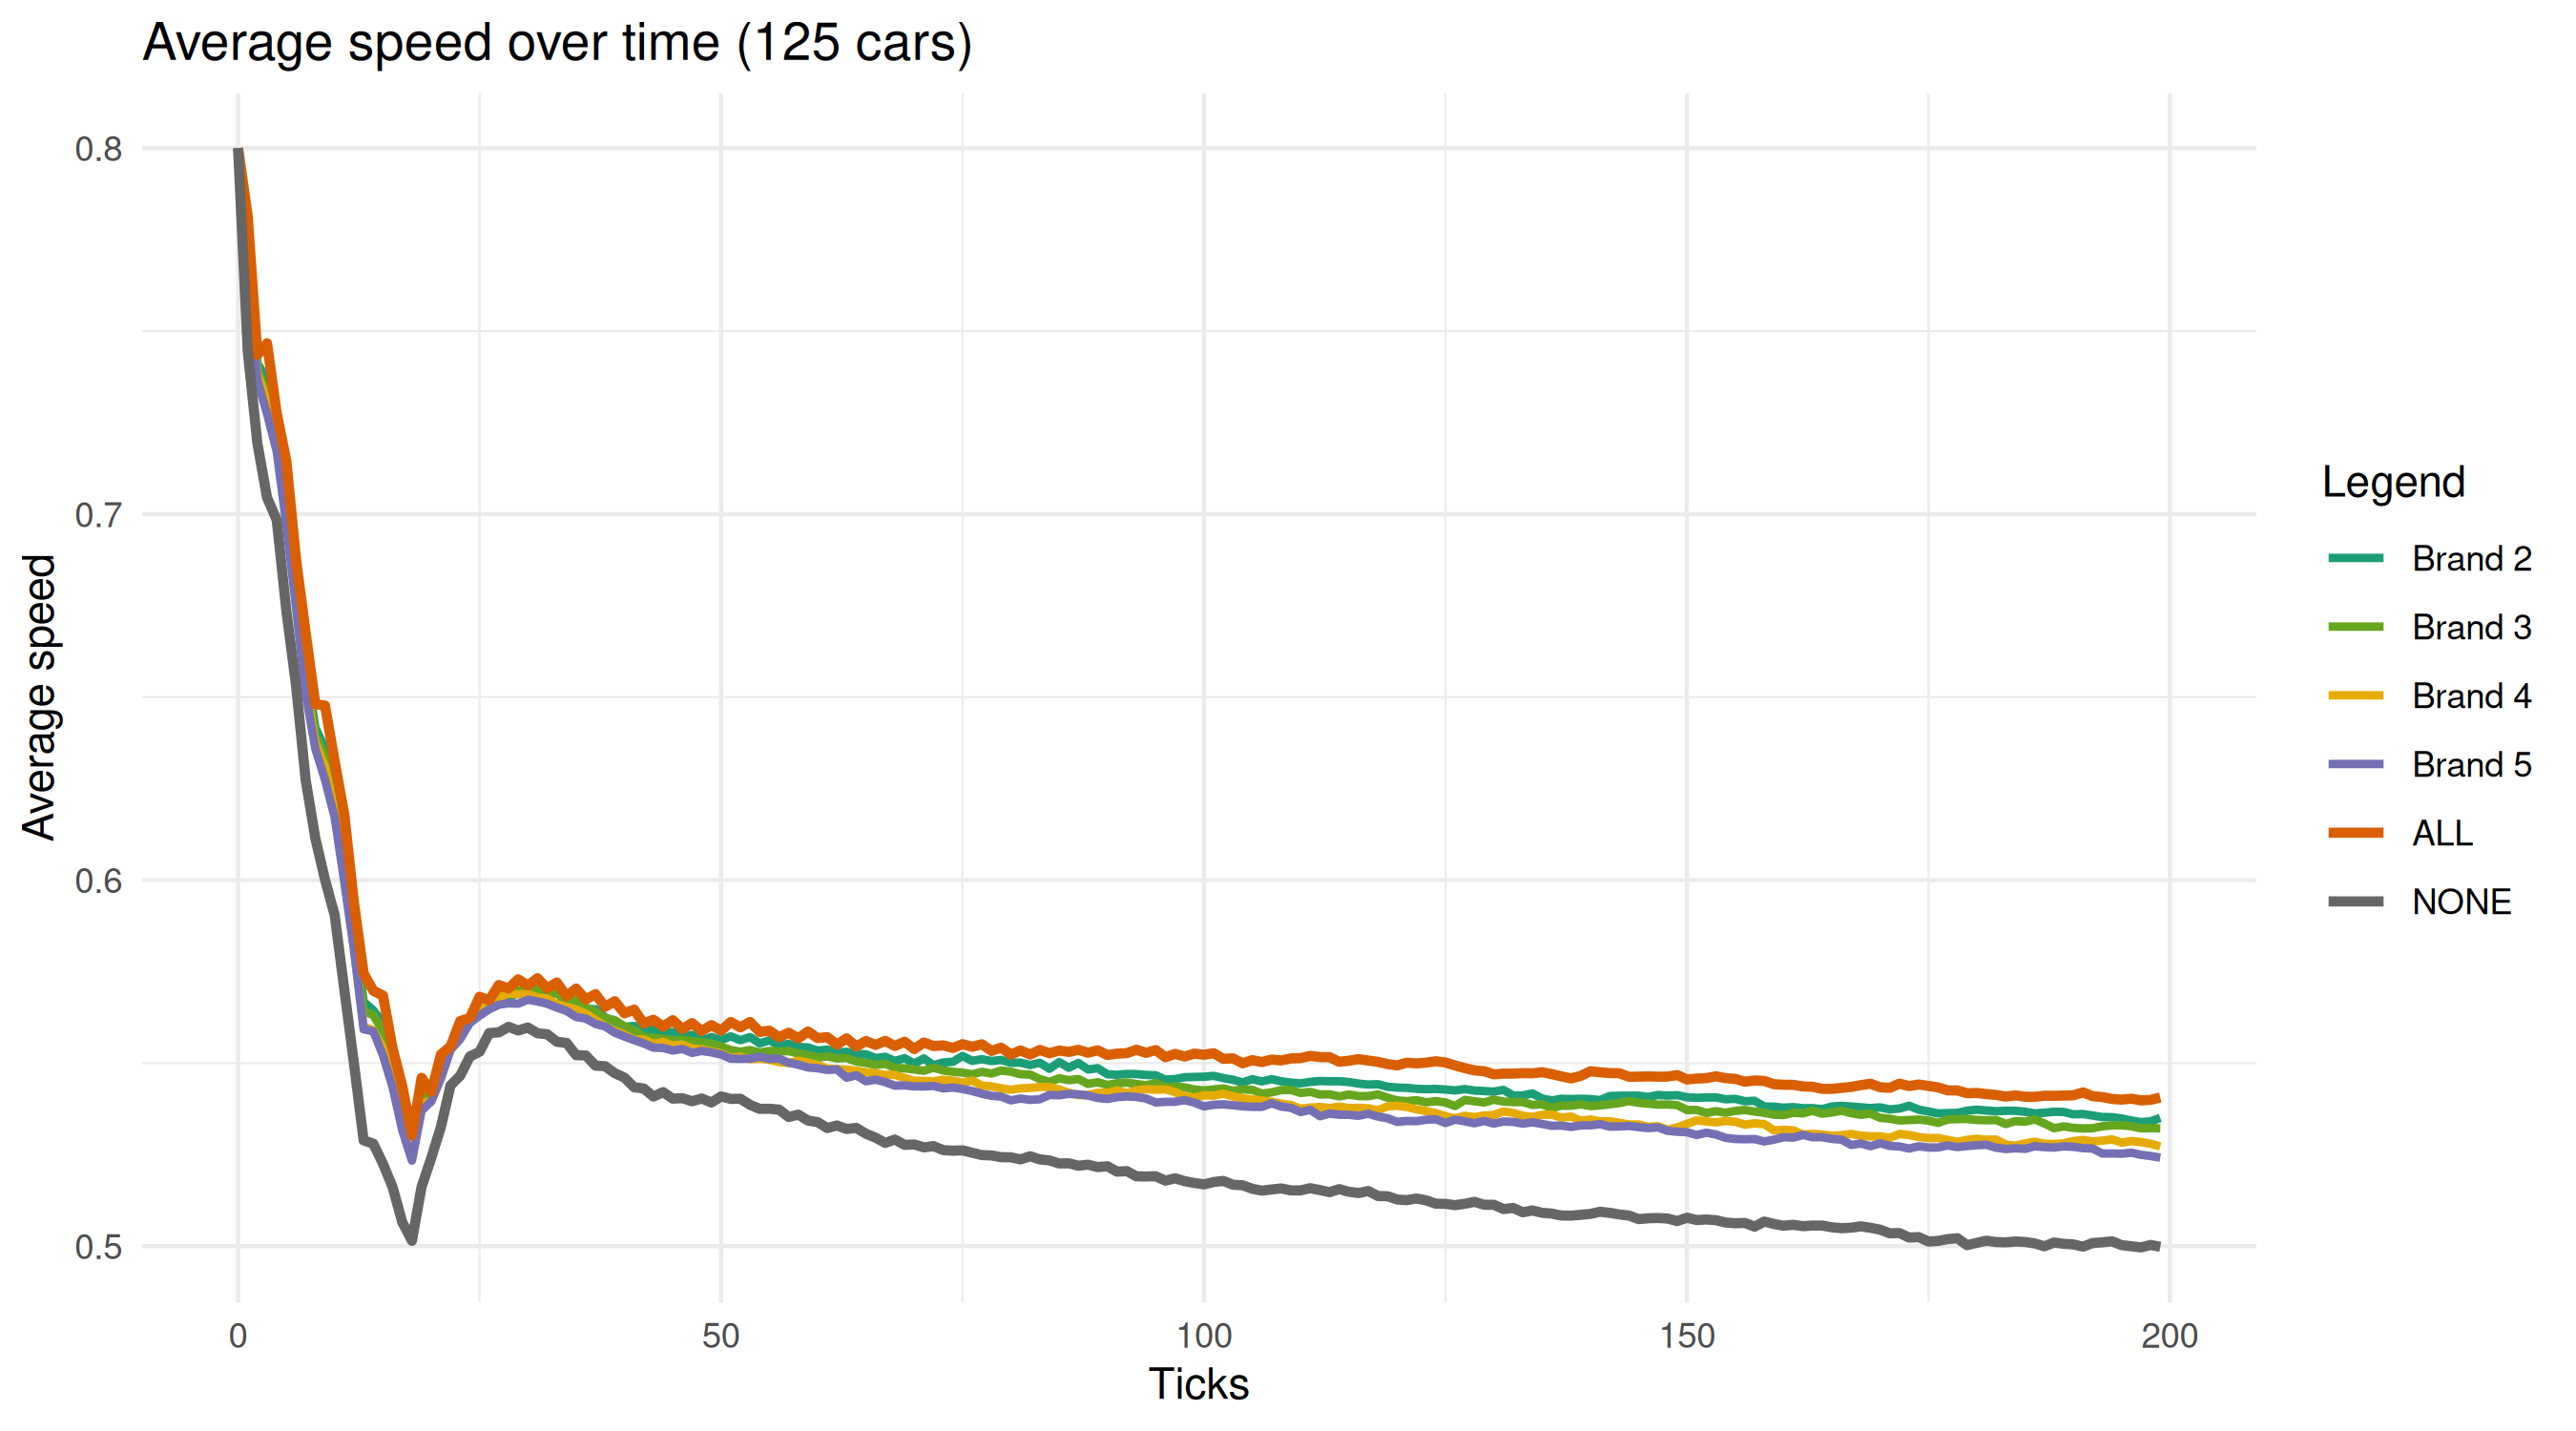 Average speed over time (125 cars)
0.8
0.7
0.6
0.5
Average speed
0
50
100
150
200
Ticks
Legend
Brand 2
Brand 3
Brand 4
Brand 5
ALL
NONE